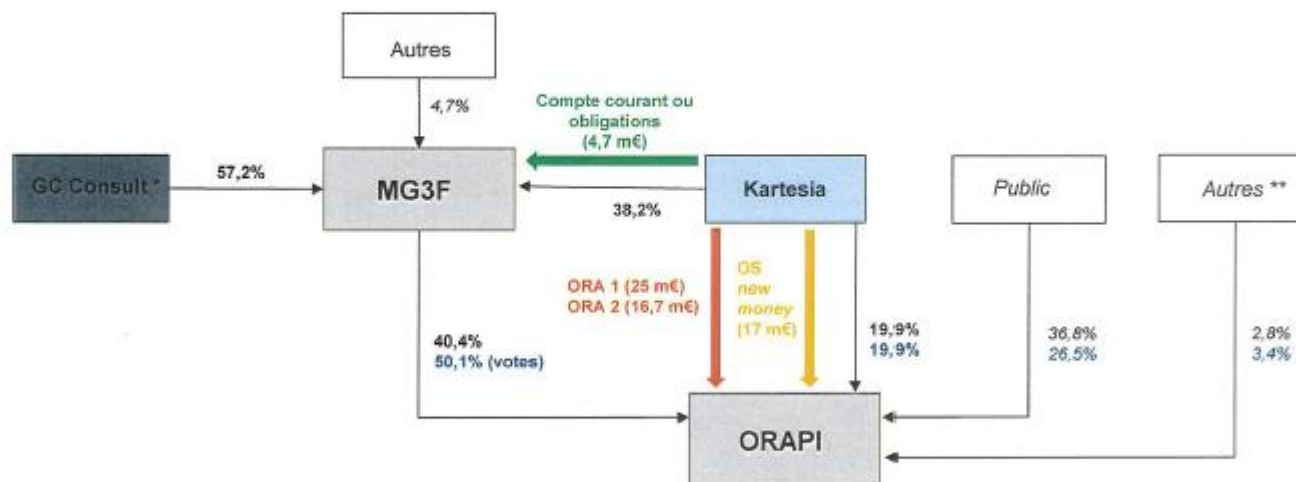 Autres
4,7%
Compte courant ou
obligations
(4,7 m€)
GC Consult *
57,2%
MG3F
38,2%
Kartesia
Public
Autres **
ORA 1 (25 m€)
ORA 2 (16,7 m€)
OS
new
money
(17 m€)
40,4%
50,1% (votes)
19,9%
19,9%
36,8%
26,5%
2,8%
3,4%
ORAPI